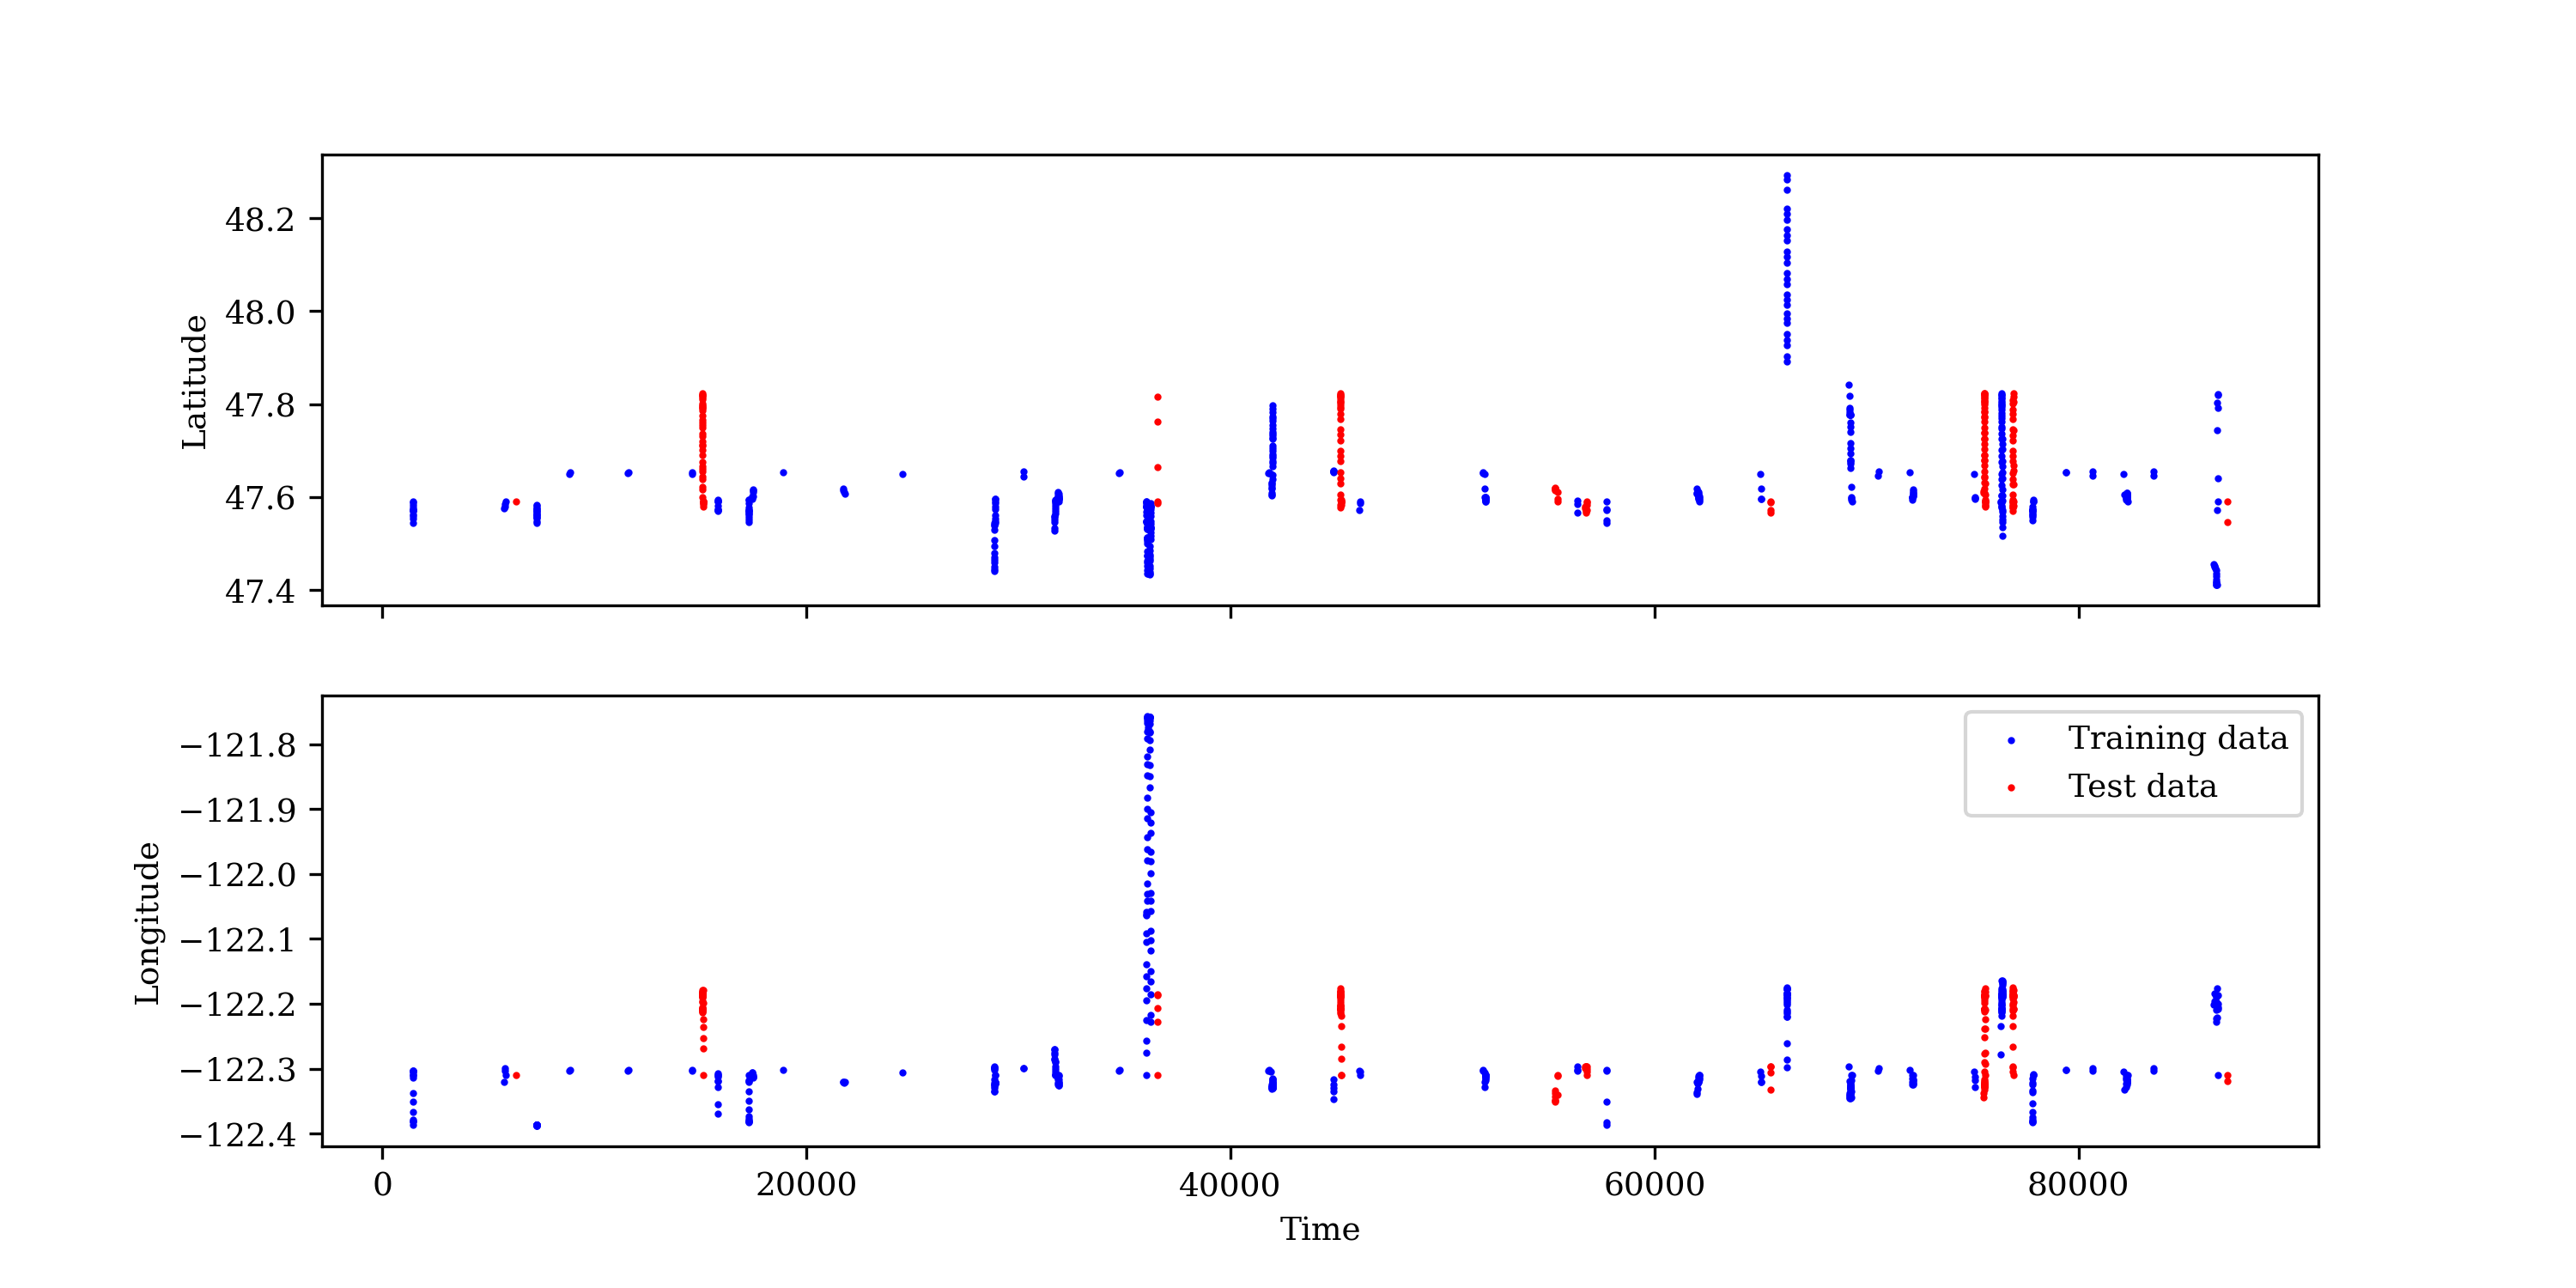 48.2
48.0
47.8
47.6
47.4
Latitude
−121.8
−121.9
−122.0
−122.1
−122.2
−122.3
−122.4
Longitude
Training data
Test data
0 20000 40000 60000 80000
Time